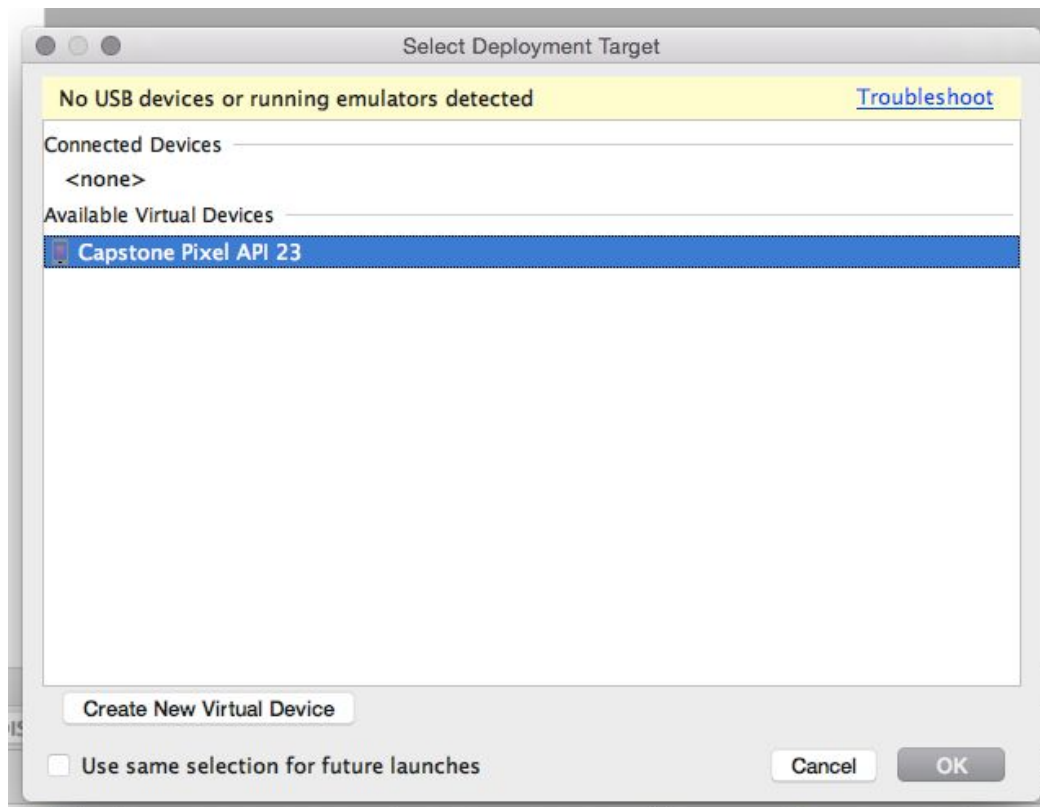 Select Deployment Target
No USB devices or running emulators detected Troubleshoot
Connected Devices
<none>
Available Virtual Devices
Capstone Pixel API 23
Create New Virtual Device
Use same selection for future launches
Cancel OK